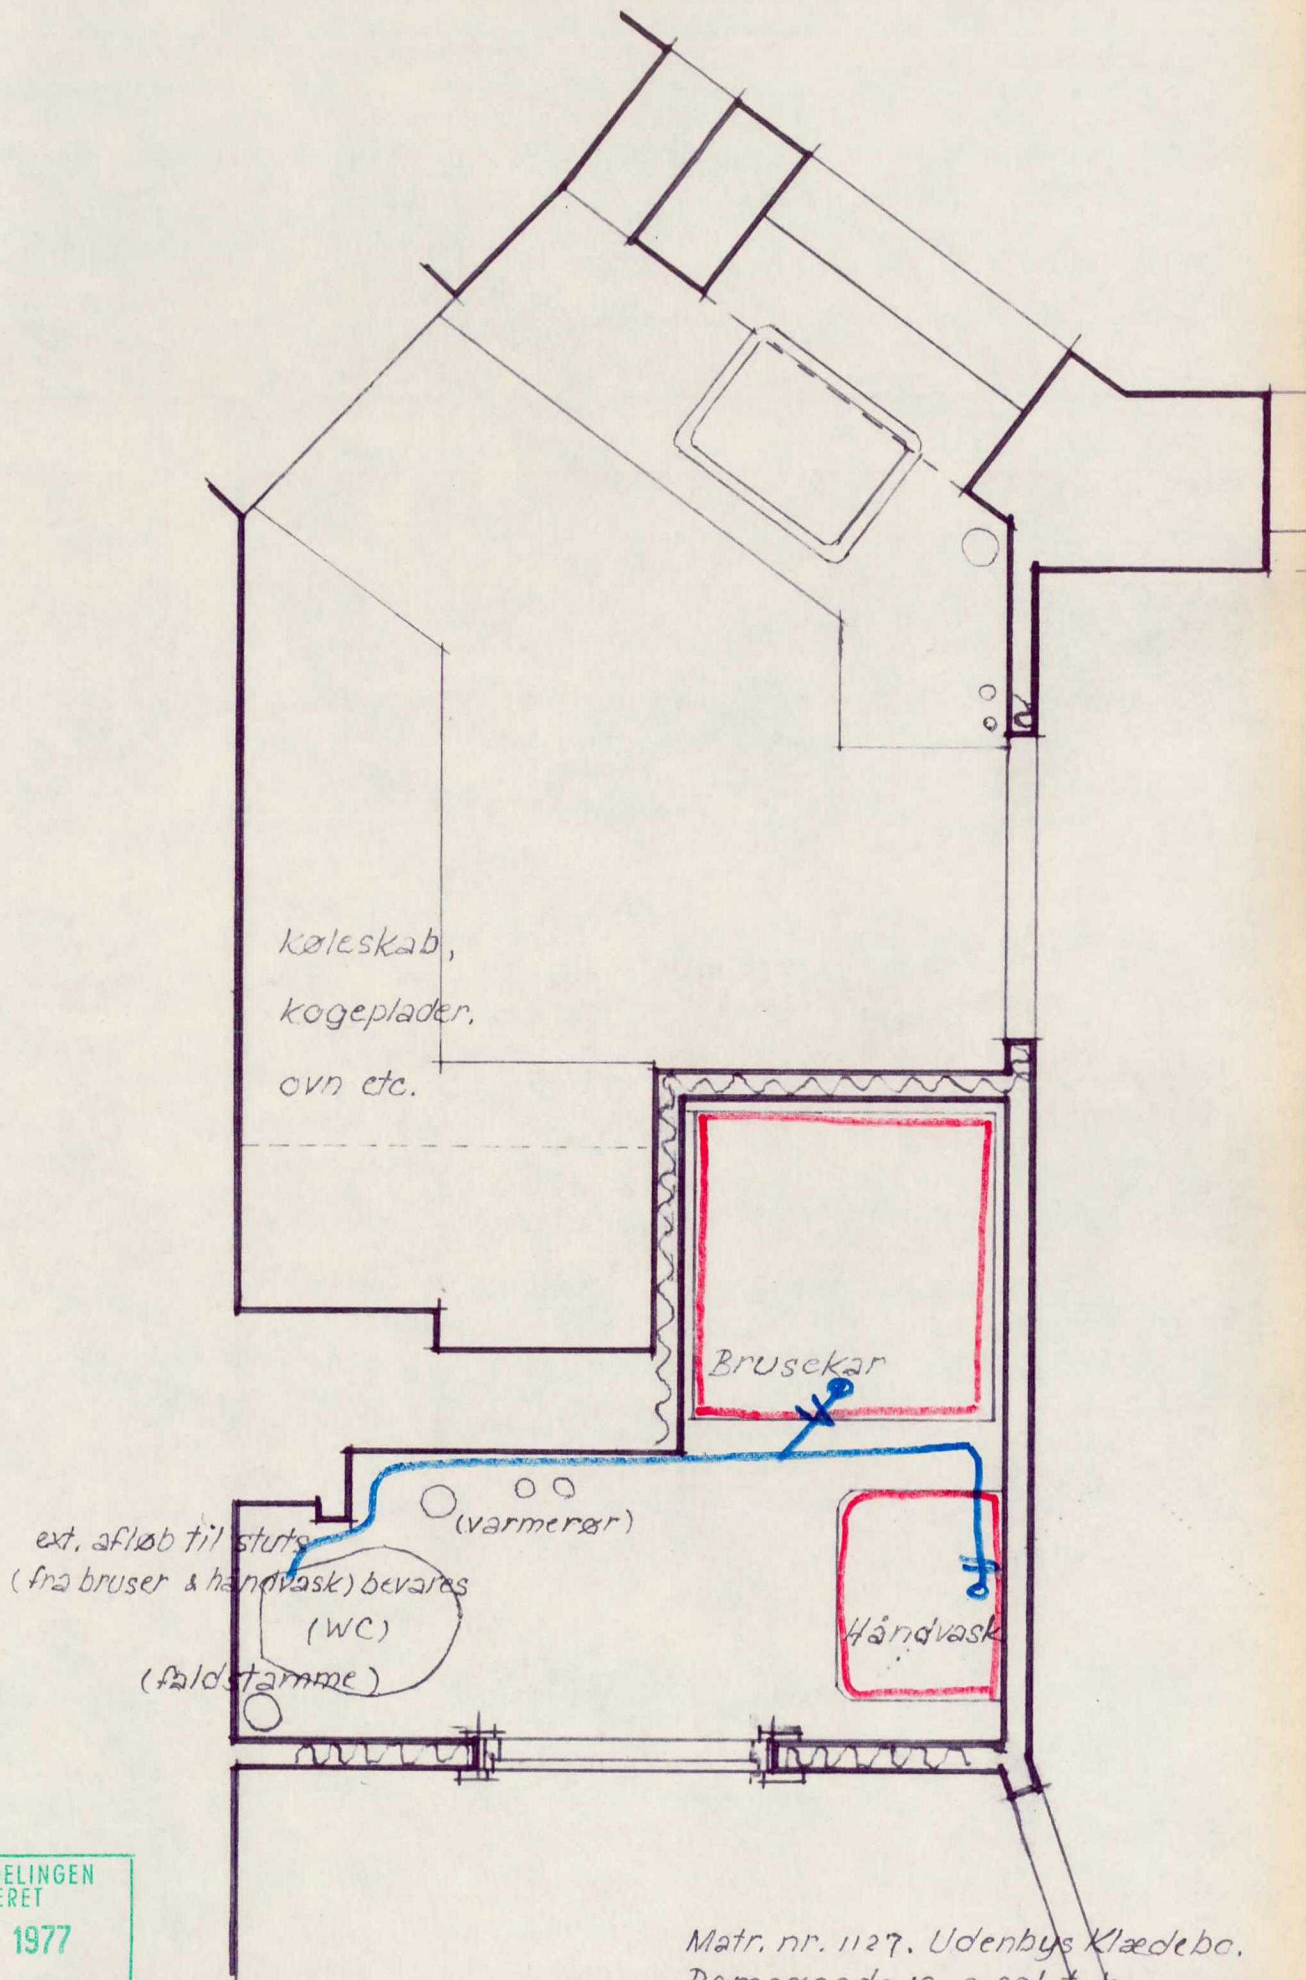 køleskab,
kogeplader.
ovn etc.
Brusekar
(varmerør)
ext. afløb til stuts
(fra bruser & håndvask) bevares
(WC)
Håndvask
(faldstamme)
ELINGEN
ERET
1977
Matr. nr. 1127. Udenbys Klædebo.